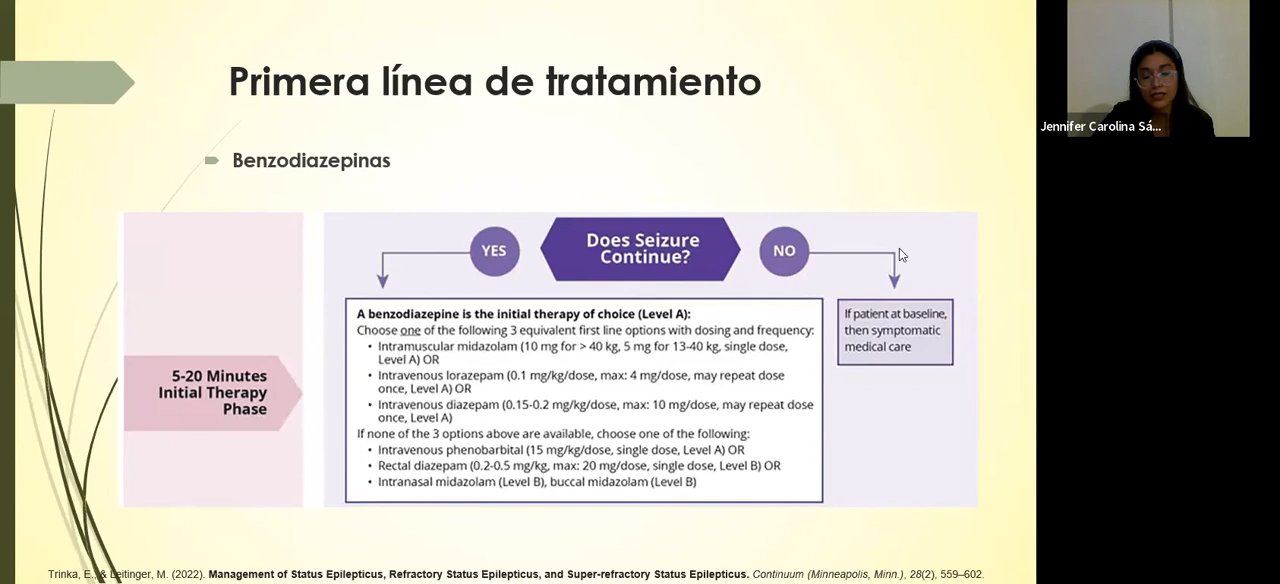 Primera línea de tratamiento
Jennifer Carolina Sá...
Benzodiazepinas
YES
Does Seizure
Continue?
NO
A benzodiazepine is the initial therapy of choice (Level A):
Choose one of the following 3 equivalent first line options with dosing and frequency:
• Intramuscular midazolam (10 mg for > 40 kg, 5 mg for 13-40 kg, single dose,
Level A) OR
• Intravenous lorazepam (0.1 mg/kg/dose, max: 4 mg/dose, may repeat dose
once, Level A) OR
• Intravenous diazepam (0.15-0.2 mg/kg/dose, max: 10 mg/dose, may repeat dose
once, Level A)
If none of the 3 options above are available, choose one of the following:
• Intravenous phenobarbital (15 mg/kg/dose, single dose, Level A) OR
• Rectal diazepam (0.2-0.5 mg/kg, max: 20 mg/dose, single dose, Level B) OR
• Intranasal midazolam (Level B), buccal midazolam (Level B)
If patient at baseline,
then symptomatic
medical care
5-20 Minutes
Initial Therapy
Phase
Trinka, E., & Leitinger, M. (2022). Management of Status Epilepticus, Refractory Status Epilepticus, and Super-refractory Status Epilepticus. Continuum (Minneapolis, Minn.), 28(2), 559–602.